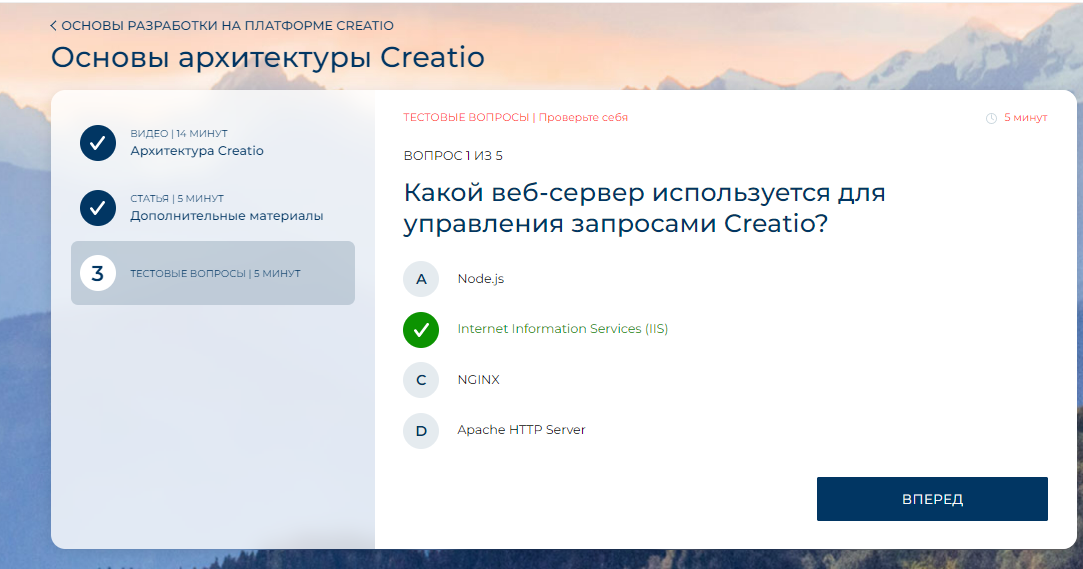 ОСНОВЫ РАЗРАБОТКИ НА ПЛАТФОРМЕ CREATIO
Основы архитектуры Creatio
ВИДЕО | 14 МИНУТ
Архитектура Creatio
СТАТЬЯ | 5 МИНУТ
Дополнительные материалы
3
ТЕСТОВЫЕ ВОПРОСЫ | 5 МИНУТ
ТЕСТОВЫЕ ВОПРОСЫ | Проверьте себя
5 минут
ВОПРОС 1 ИЗ 5
Какой веб-сервер используется для
управления запросами Creatio?
A Node.js
Internet Information Services (IIS)
C NGINX
D Apache HTTP Server
ВПЕРЕД